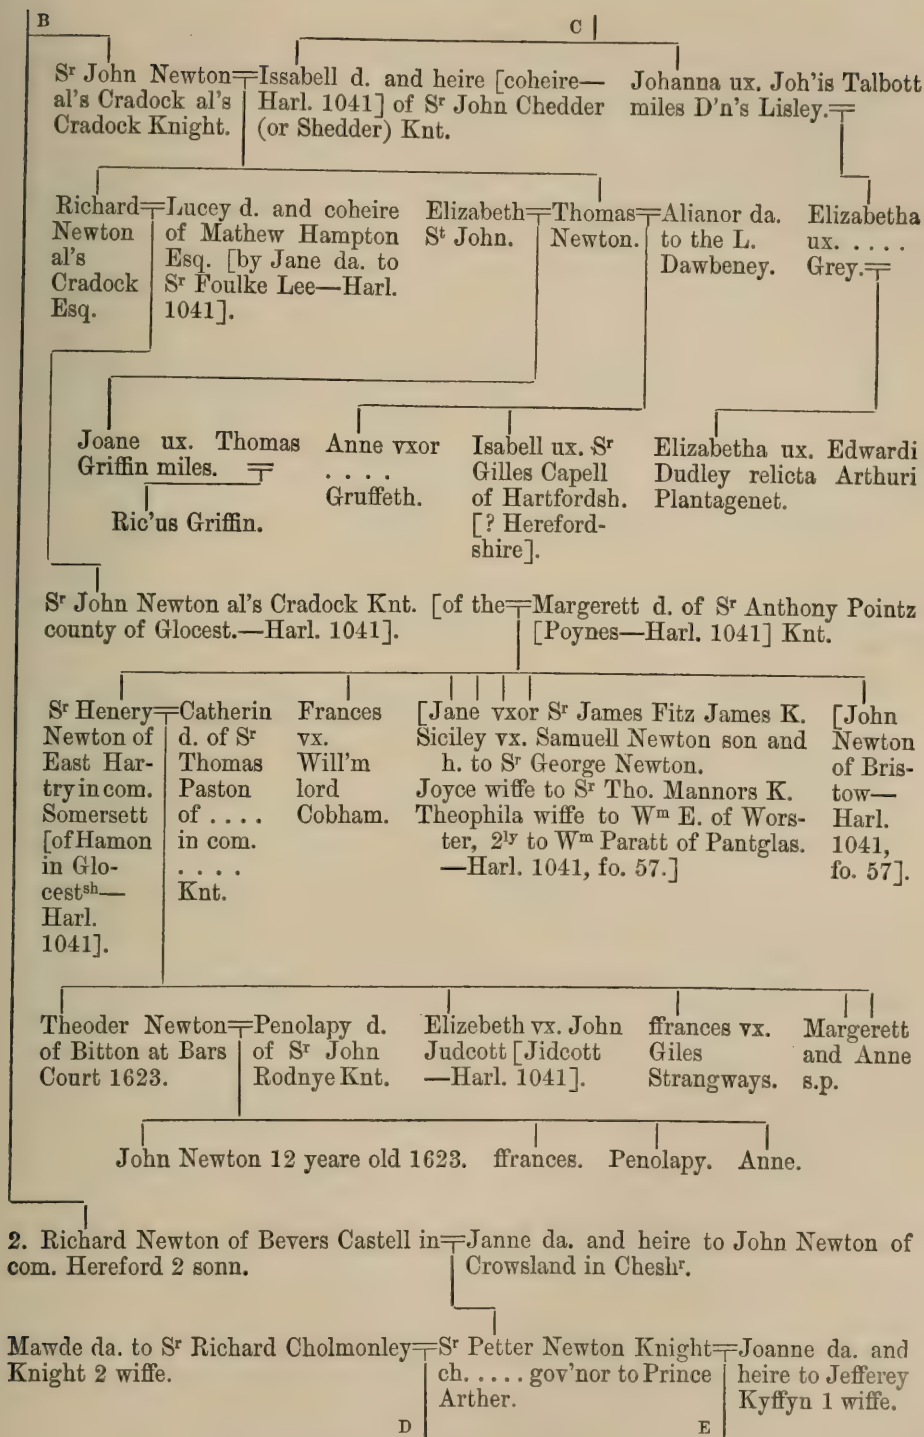 B
C
Sʳ John Newton al's Cradock al's Cradock Knight.
Issabell d. and heire [coheire—
Harl. 1041] of Sʳ John Chedder
(or Shedder) Knt.
Johanna ux. Joh'is Talbott
miles D'n's Lisley.
Richard
Newton
al's
Cradock
Esq.
Lucey d. and coheire
of Mathew Hampton
Esq. [by Jane da. to
Sʳ Foulke Lee—Harl.
1041].
Elizabeth
Sᵗ John.
Thomas
Newton.
Alianor da.
to the L.
Dawbeney.
Elizabetha
ux. . . . .
Grey.
Joane ux. Thomas
Griffin miles.
Ric'us Griffin.
Anne vxor
. . . .
Gruffeth.
Isabell ux. Sʳ
Gilles Capell
of Hartfordsh.
[? Hereford-
shire].
Elizabetha ux. Edwardi
Dudley relicta Arthuri
Plantagenet.
Sʳ John Newton al's Cradock Knt. [of the
county of Glocest.—Harl. 1041].
Margerett d. of Sʳ Anthony Pointz
[Poynes—Harl. 1041] Knt.
Sʳ Henery
Newton of
East Har-
try in com.
Somersett
[of Hamon
in Glo-
cestˢʰ—
Harl.
1041].
Catherin
d. of Sʳ
Thomas
Paston
of . . . .
in com.
. . . .
Knt.
Frances
vx.
Will'm
lord
Cobham.
[Jane vxor Sʳ James Fitz James K.
Siciley vx. Samuell Newton son and
h. to Sʳ George Newton.
Joyce wiffe to Sʳ Tho. Mannors K.
Theophila wiffe to Wᵐ E. of Wors-
ter, 2ˡʸ to Wᵐ Paratt of Pantglas.
—Harl. 1041, fo. 57.]
[John
Newton
of Bris-
tow—
Harl.
1041,
fo. 57].
Theoder Newton
of Bitton at Bars
Court 1623.
Penolapy d.
of Sʳ John
Rodnye Knt.
Elizebeth vx. John
Judcott [Jidcott
—Harl. 1041].
ffrances vx.
Giles
Strangways.
Margerett
and Anne
s.p.
John Newton 12 yeare old 1623. ffrances. Penolapy. Anne.
2. Richard Newton of Bevers Castell in
com. Hereford 2 sonn.
Janne da. and heire to John Newton of
Crowsland in Cheshʳ.
Mawde da. to Sʳ Richard Cholmonley
Knight 2 wiffe.
Sʳ Petter Newton Knight
ch. . . . . gov'nor to Prince
Arther.
Joanne da. and
heire to Jefferey
Kyffyn 1 wiffe.
D
E